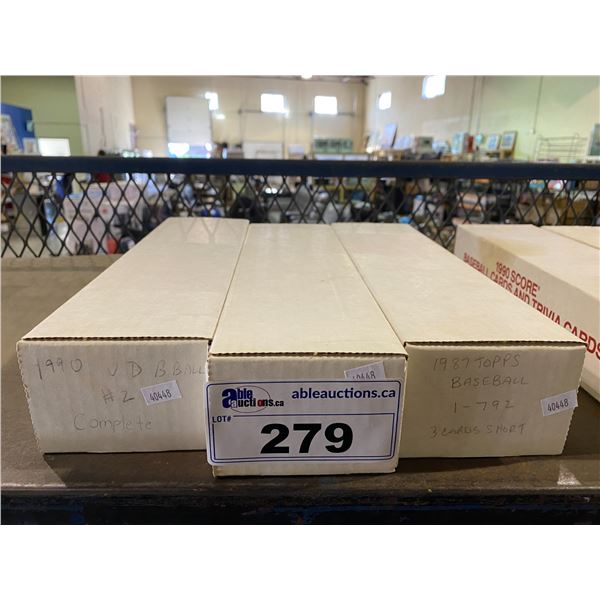 1990 U D B.BALL
#2
Complete
40448
40448
able
auctions.ca
ableauctions.ca
LOT#
279
1987 TOPPS
BASEBALL
1-792
3 CARDS SHORT
40448
1990 SCORE
BASEBALL CARDS AND TRIVIA CARDS